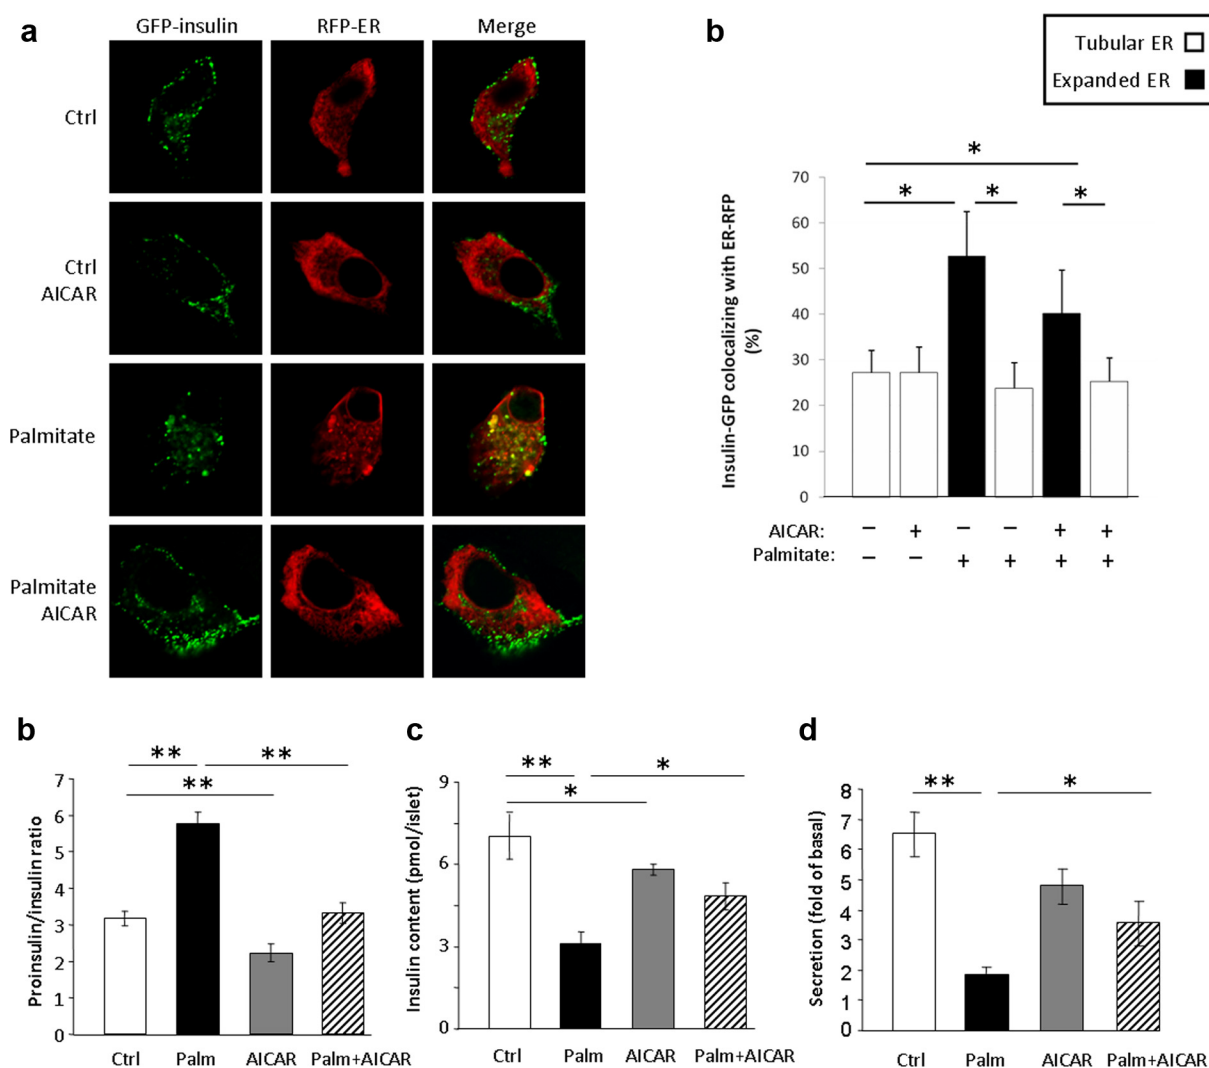 a
GFP-insulin RFP-ER Merge
Ctrl
Ctrl
AICAR
Palmitate
Palmitate
AICAR
b
Tubular ER
Expanded ER
Insulin-GFP colocalizing with ER-RFP
(%)
70
60
50
40
30
20
10
0
* * * *
AICAR: − + − − + +
Palmitate: − − + + + +
b
Proinsulin/insulin ratio
7
6
5
4
3
2
1
0
** **
**
Ctrl Palm AICAR Palm+AICAR
c
Insulin content (pmol/islet)
9
6
3
0
** *
*
Ctrl Palm AICAR Palm+AICAR
d
Secretion (fold of basal)
8
7
6
5
4
3
2
1
0
** *
Ctrl Palm AICAR Palm+AICAR